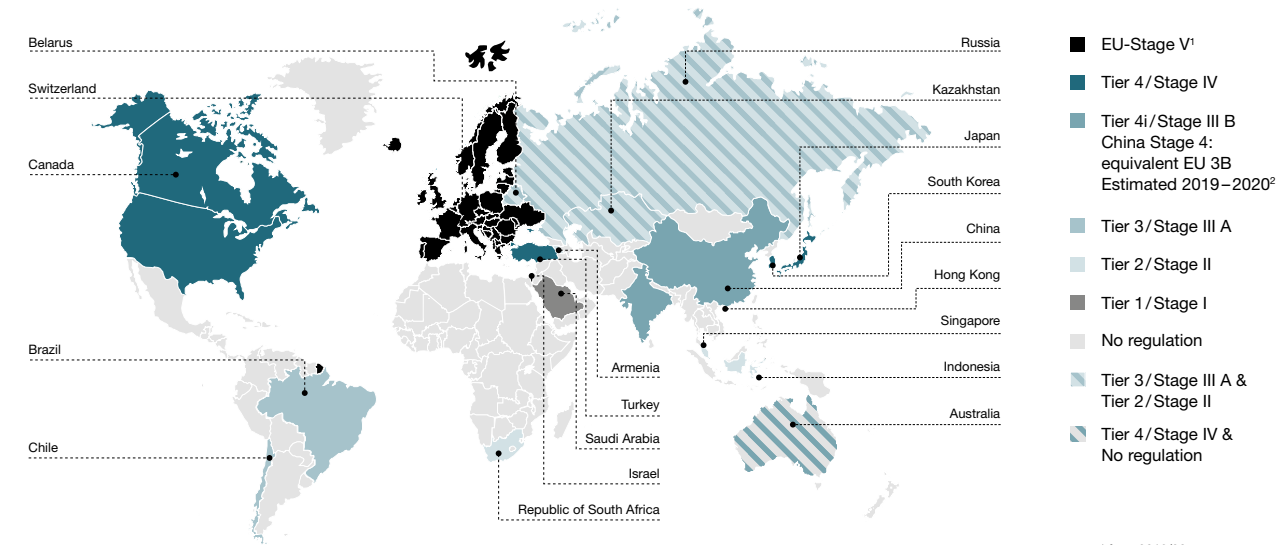 Belarus
Switzerland
Canada
Brazil
Chile
Armenia
Turkey
Saudi Arabia
Israel
Republic of South Africa
Russia
Kazakhstan
Japan
South Korea
China
Hong Kong
Singapore
Indonesia
Australia
EU-Stage V¹
Tier 4/Stage IV
Tier 4i/Stage III B
China Stage 4:
equivalent EU 3B
Estimated 2019–2020²
Tier 3/Stage III A
Tier 2/Stage II
Tier 1/Stage I
No regulation
Tier 3/Stage III A &
Tier 2/Stage II
Tier 4/Stage IV &
No regulation